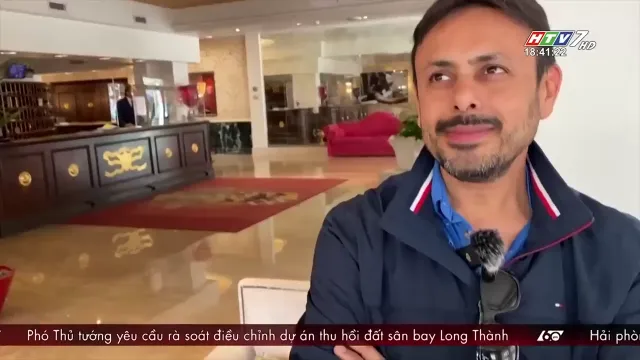 HTV7 HD
18:41:22
Phó Thủ tướng yêu cầu rà soát điều chỉnh dự án thu hồi đất sân bay Long Thành 60 Hải phò